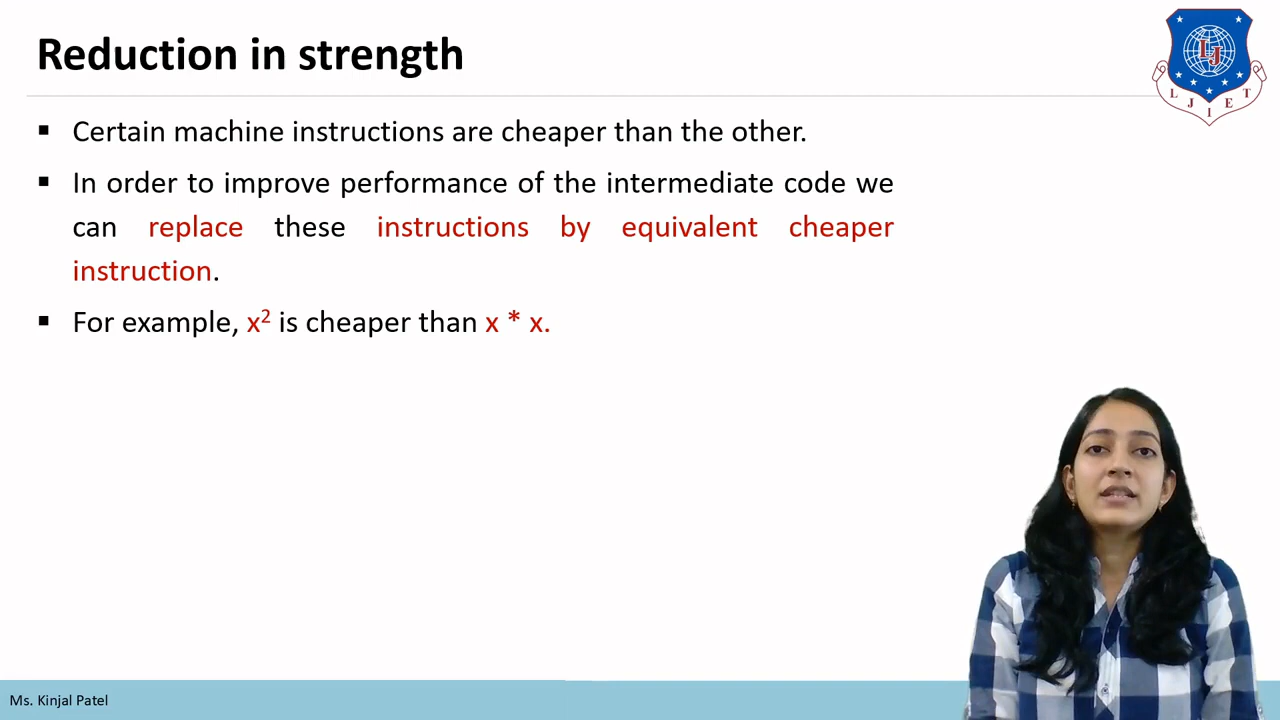 Reduction in strength
▪ Certain machine instructions are cheaper than the other.
▪ In order to improve performance of the intermediate code we
can replace these instructions by equivalent cheaper
instruction.
▪ For example, x² is cheaper than x * x.
LJ
L J I E T
Ms. Kinjal Patel